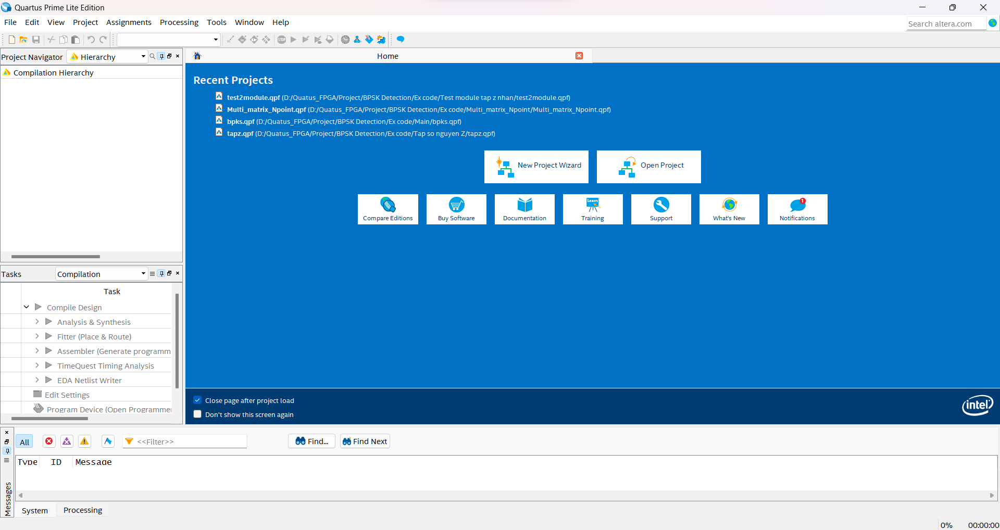 Quartus Prime Lite Edition
File Edit View Project Assignments Processing Tools Window Help
Search altera.com
Project Navigator Hierarchy
Home
Compilation Hierarchy
Recent Projects
test2module.qpf (D:/Quatus_FPGA/Project/BPSK Detection/Ex code/Test module tap z nhan/test2module.qpf)
Multi_matrix_Npoint.qpf (D:/Quatus_FPGA/Project/BPSK Detection/Ex code/Multi_matrix_Npoint/Multi_matrix_Npoint.qpf)
bpks.qpf (D:/Quatus_FPGA/Project/BPSK Detection/Ex code/Main/bpks.qpf)
tapz.qpf (D:/Quatus_FPGA/Project/BPSK Detection/Ex code/Tap so nguyen Z/tapz.qpf)
New Project Wizard Open Project
Learn 1
Compare Editions Buy Software Documentation Training Support What's New Notifications
Tasks Compilation
Task
Compile Design
Analysis & Synthesis
Fitter (Place & Route)
Assembler (Generate programm
TimeQuest Timing Analysis
EDA Netlist Writer
Edit Settings
Program Device (Open Programmer
Close page after project load
Don't show this screen again
intel
STOP
All <<Filter>> Find... Find Next
Type ID Message
Messages
System Processing
0% 00:00:00